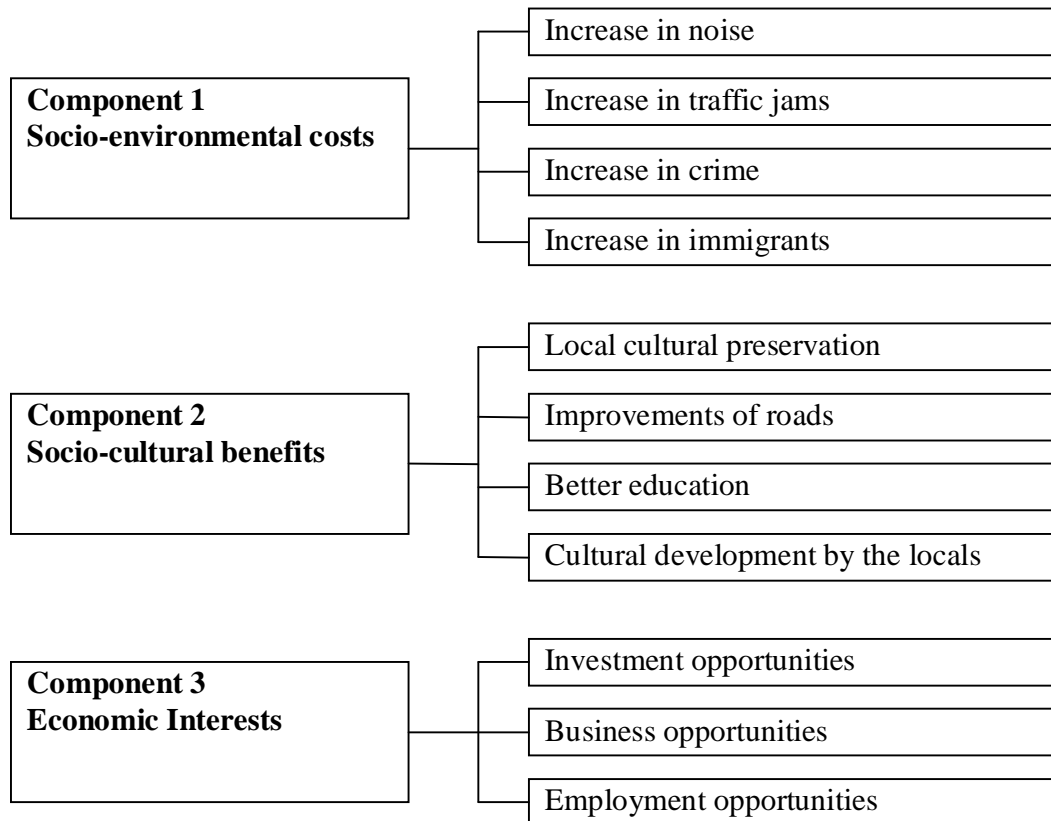 Component 1
Socio-environmental costs
Increase in noise
Increase in traffic jams
Increase in crime
Increase in immigrants
Component 2
Socio-cultural benefits
Local cultural preservation
Improvements of roads
Better education
Cultural development by the locals
Component 3
Economic Interests
Investment opportunities
Business opportunities
Employment opportunities